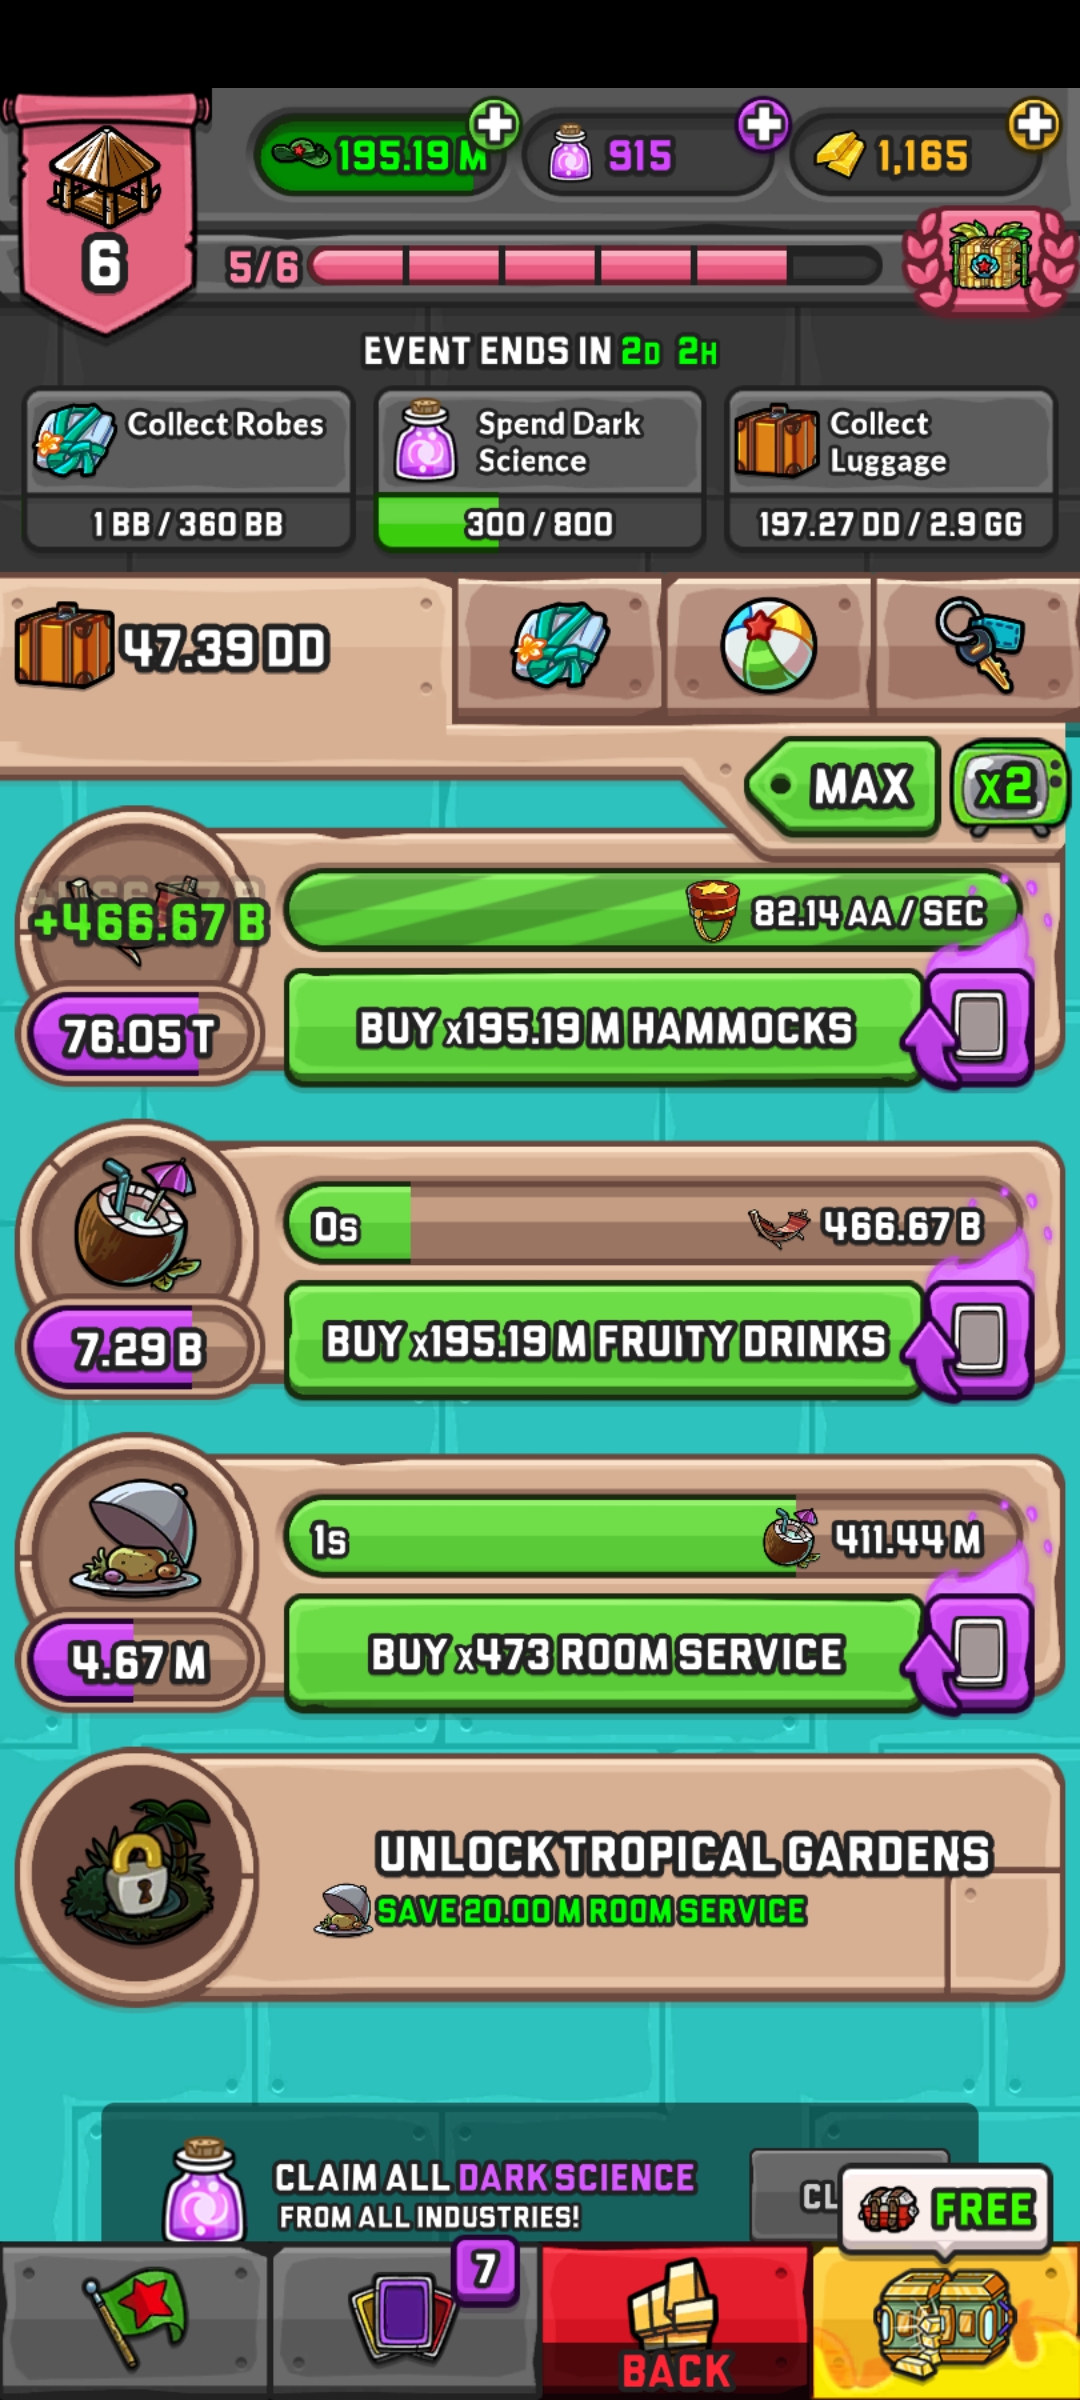 195.19 M
915
1,165
6
5/6
EVENT ENDS IN 2D 2H
Collect Robes
1 BB / 360 BB
Spend Dark
Science
300 / 800
Collect
Luggage
197.27 DD / 2.9 GG
47.39 DD
MAX
x2
+466.67 B
82.14 AA / SEC
76.05 T
BUY x195.19 M HAMMOCKS
0s
466.67 B
7.29 B
BUY x195.19 M FRUITY DRINKS
1s
411.44 M
4.67 M
BUY x473 ROOM SERVICE
UNLOCK TROPICAL GARDENS
SAVE 20.00 M ROOM SERVICE
CLAIM ALL DARK SCIENCE
FROM ALL INDUSTRIES!
CL
FREE
7
BACK